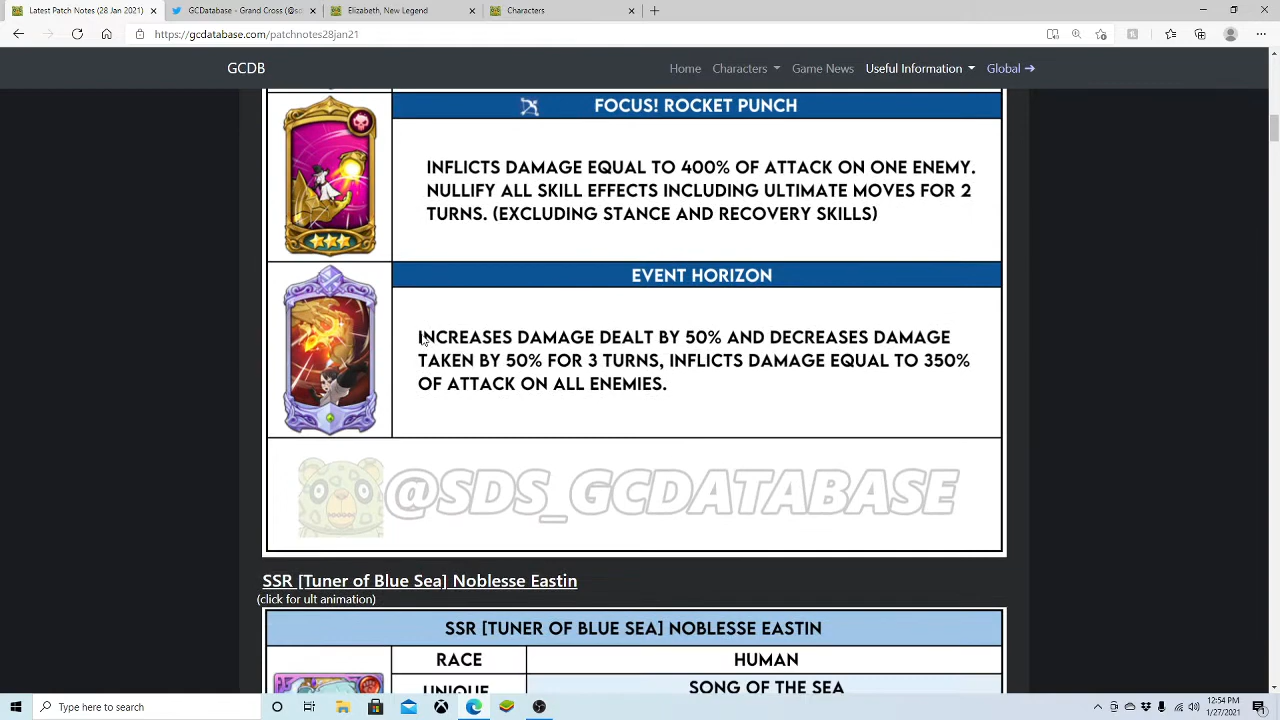 Latest Patch Notes (28 Jan 2021)
GCDatabase - Grand Cross (@sc
Elizabeth, New Legend
Characters
https://gcdatabase.com/patchnotes28jan21
GCDB
Home
Characters
Game News
Useful Information
Global →
FOCUS! ROCKET PUNCH
INFLICTS DAMAGE EQUAL TO 400% OF ATTACK ON ONE ENEMY.
NULLIFY ALL SKILL EFFECTS INCLUDING ULTIMATE MOVES FOR 2
TURNS. (EXCLUDING STANCE AND RECOVERY SKILLS)
EVENT HORIZON
INCREASES DAMAGE DEALT BY 50% AND DECREASES DAMAGE
TAKEN BY 50% FOR 3 TURNS, INFLICTS DAMAGE EQUAL TO 350%
OF ATTACK ON ALL ENEMIES.
@SDS_GCDATABASE
SSR [Tuner of Blue Sea] Noblesse Eastin
(click for ult animation)
SSR [TUNER OF BLUE SEA] NOBLESSE EASTIN
RACE
HUMAN
UNIQUE
SONG OF THE SEA
Type here to search
12:54 PM
1/27/2021